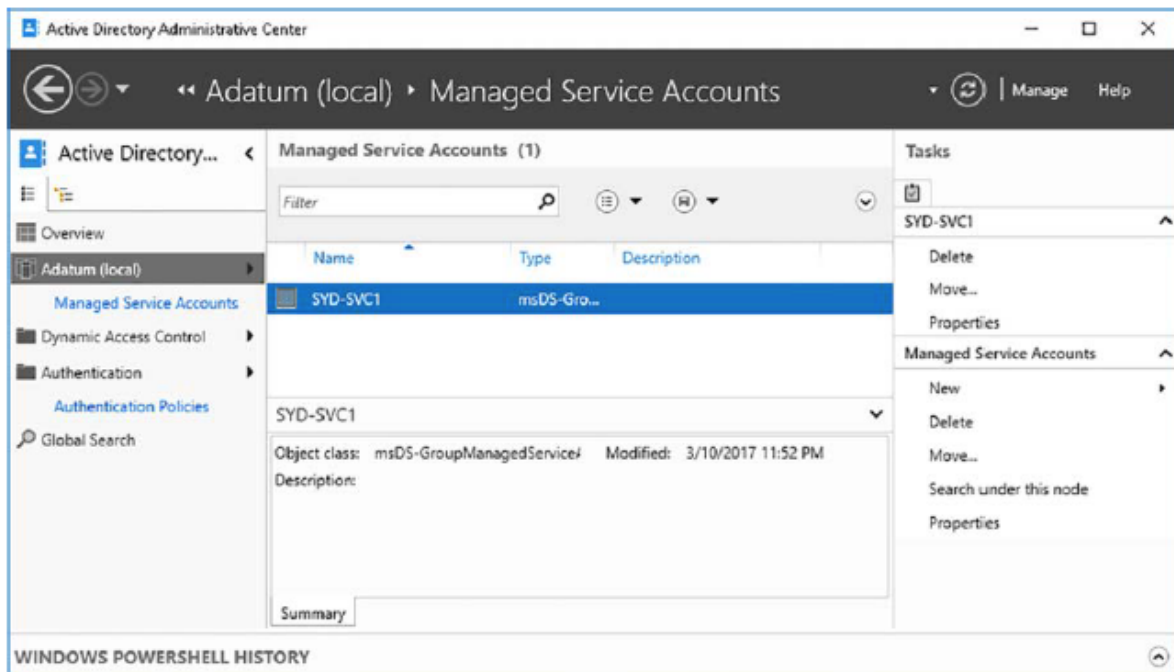 Active Directory Administrative Center
Adatum (local) • Managed Service Accounts
Manage Help
Active Directory...
Overview
Adatum (local)
Managed Service Accounts
Dynamic Access Control
Authentication
Authentication Policies
Global Search
Managed Service Accounts (1)
Filter
Name Type Description
SYD-SVC1 msDS-Gro...
SYD-SVC1
Object class: msDS-GroupManagedService Modified: 3/10/2017 11:52 PM
Description:
Summary
Tasks
SYD-SVC1
Delete
Move...
Properties
Managed Service Accounts
New
Delete
Move...
Search under this node
Properties
WINDOWS POWERSHELL HISTORY